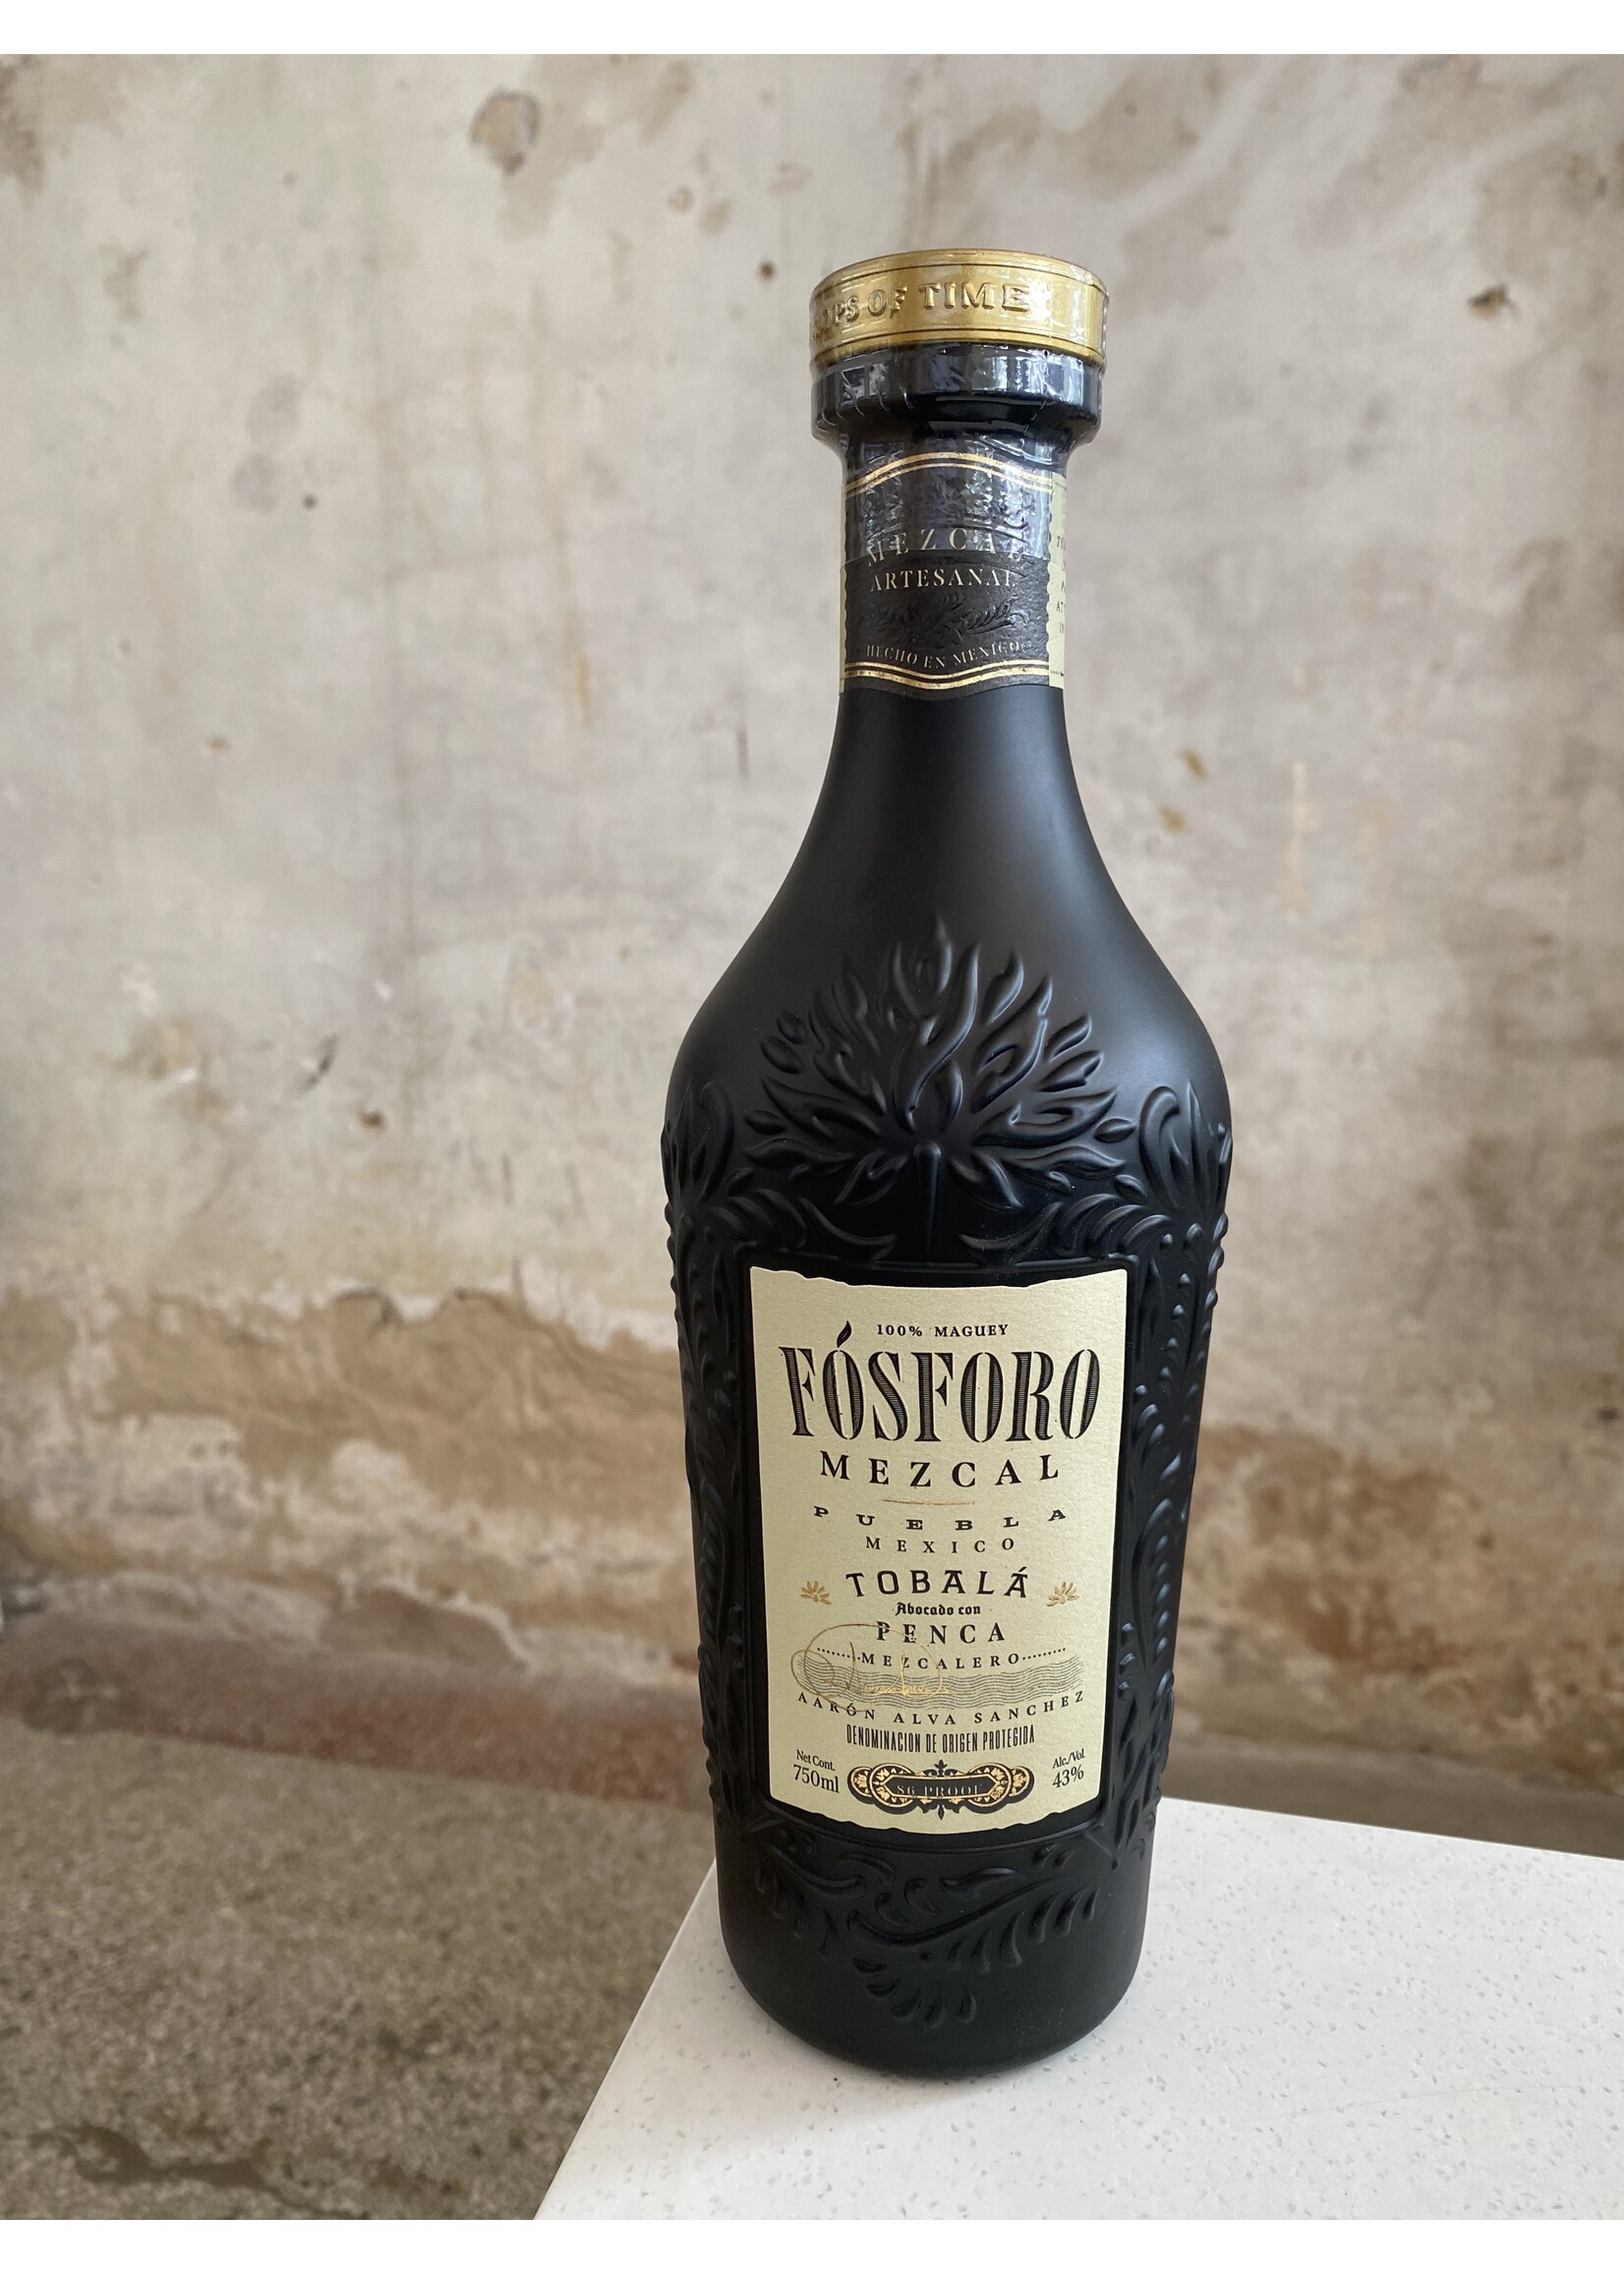 OF TIME
MEZCAL
ARTESANAL
HECHO EN MEXICO
100% MAGUEY
FÓSFORO
MEZCAL
PUEBLA
MEXICO
TOBALÁ
Abocado con
PENCA
MEZCALERO
AARÓN ALVA SANCHEZ
DENOMINACION DE ORIGEN PROTEGIDA
Net Cont.
750ml
86 PROOF
Alc./Vol.
43%